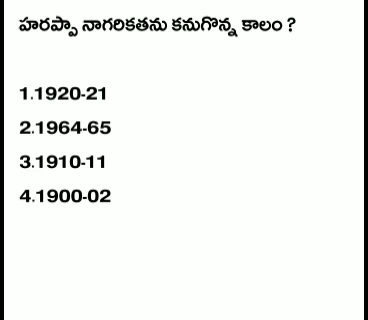 హరప్పా నాగరికతను కనుగొన్న కాలం ?
1.1920-21
2.1964-65
3.1910-11
4.1900-02